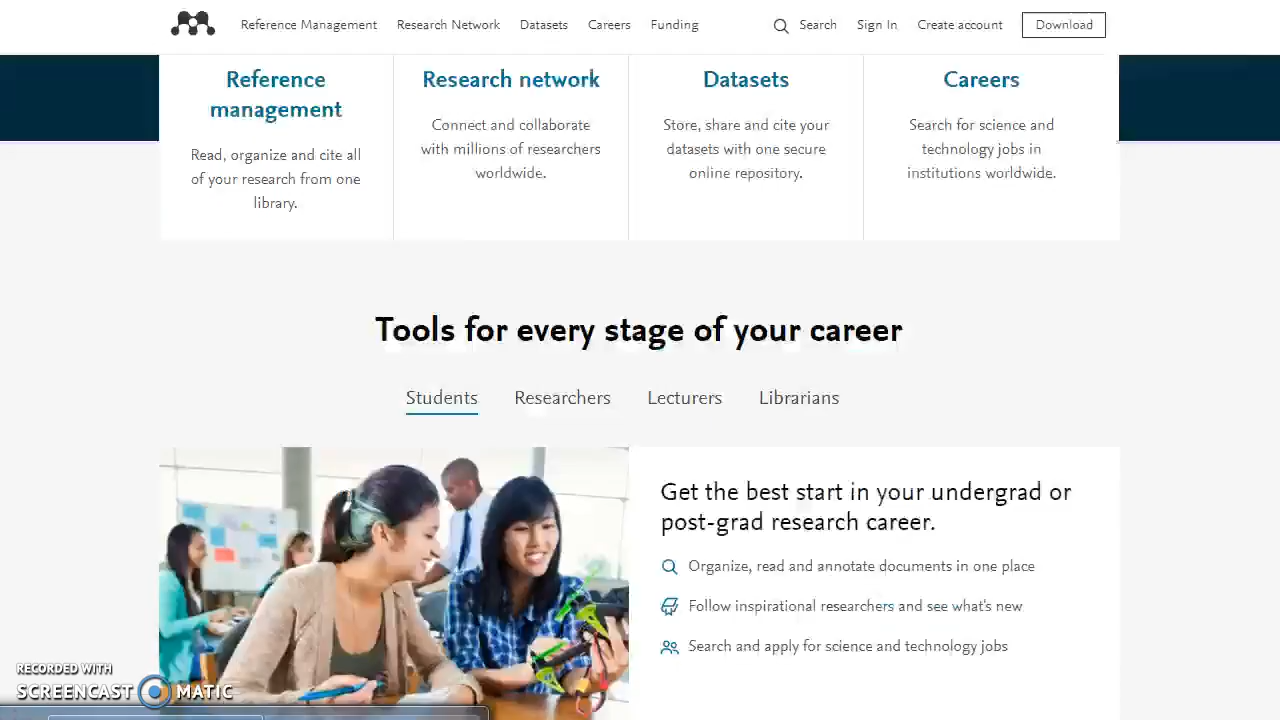 Reference Management Research Network Datasets Careers Funding Search Sign In Create account Download
Reference
management
Read, organize and cite all
of your research from one
library.
Research network
Connect and collaborate
with millions of researchers
worldwide.
Datasets
Store, share and cite your
datasets with one secure
online repository.
Careers
Search for science and
technology jobs in
institutions worldwide.
Tools for every stage of your career
Students Researchers Lecturers Librarians
Get the best start in your undergrad or
post-grad research career.
Organize, read and annotate documents in one place
Follow inspirational researchers and see what's new
Search and apply for science and technology jobs
RECORDED WITH
SCREENCAST MATIC